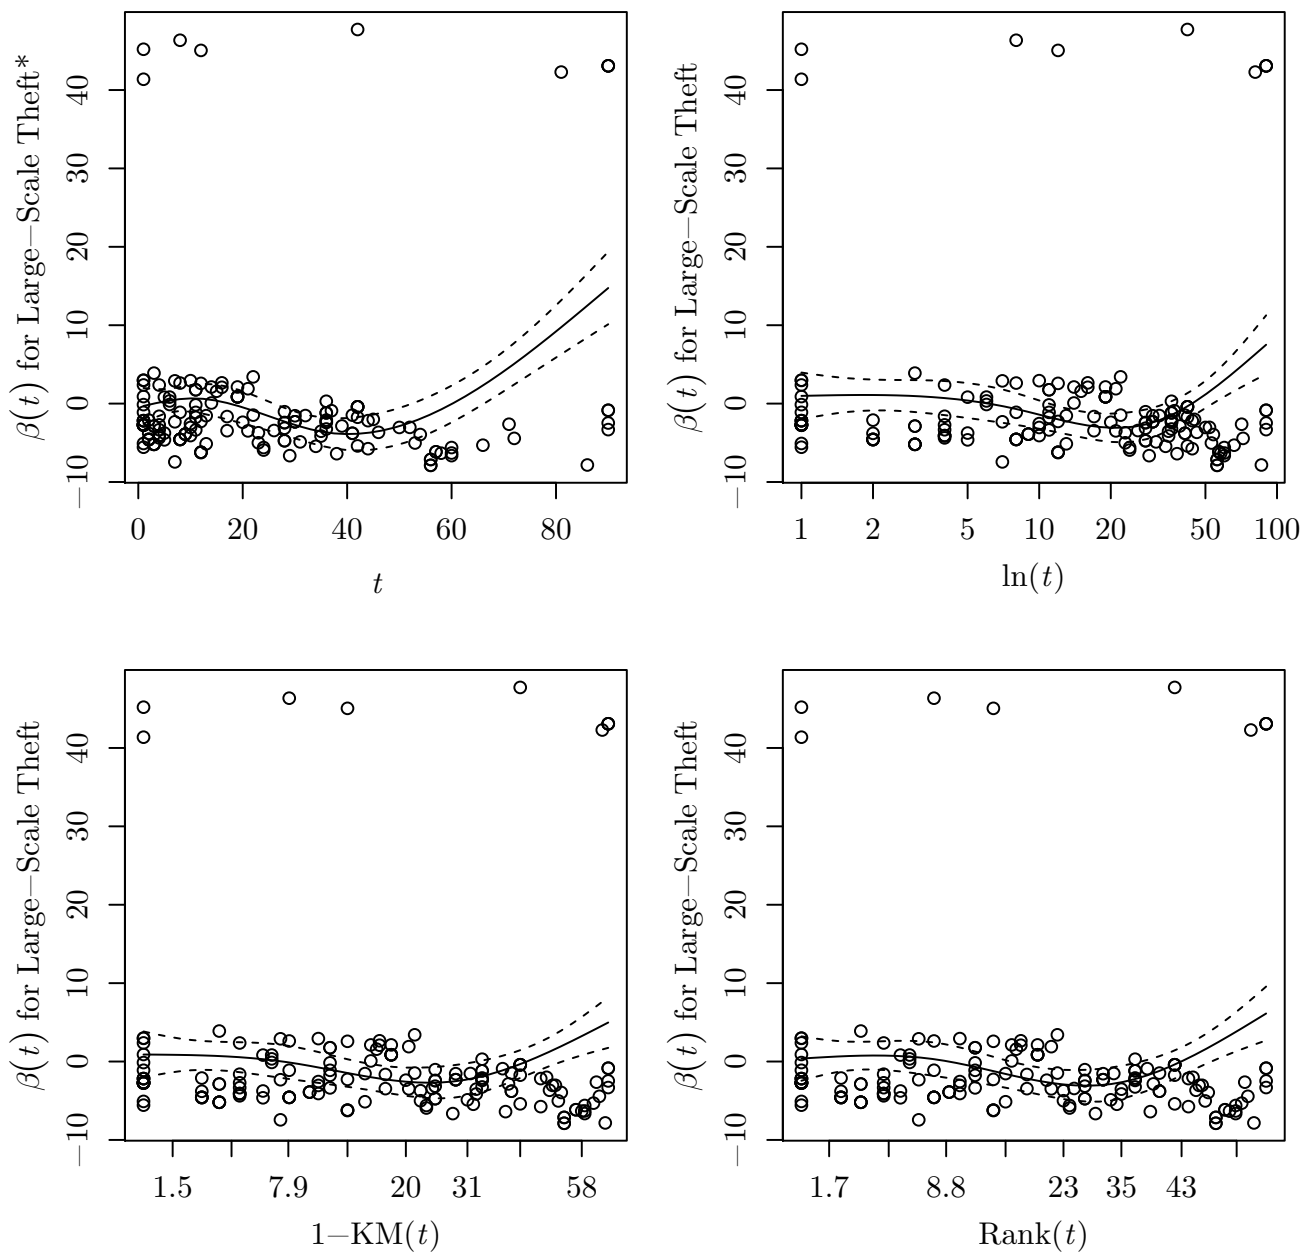 β(t) for Large−Scale Theft*
−10 0 10 20 30 40
0 20 40 60 80
t
β(t) for Large−Scale Theft
−10 0 10 20 30 40
1 2 5 10 20 50 100
ln(t)
β(t) for Large−Scale Theft
−10 0 10 20 30 40
1.5 7.9 20 31 58
1−KM(t)
β(t) for Large−Scale Theft
−10 0 10 20 30 40
1.7 8.8 23 35 43
Rank(t)